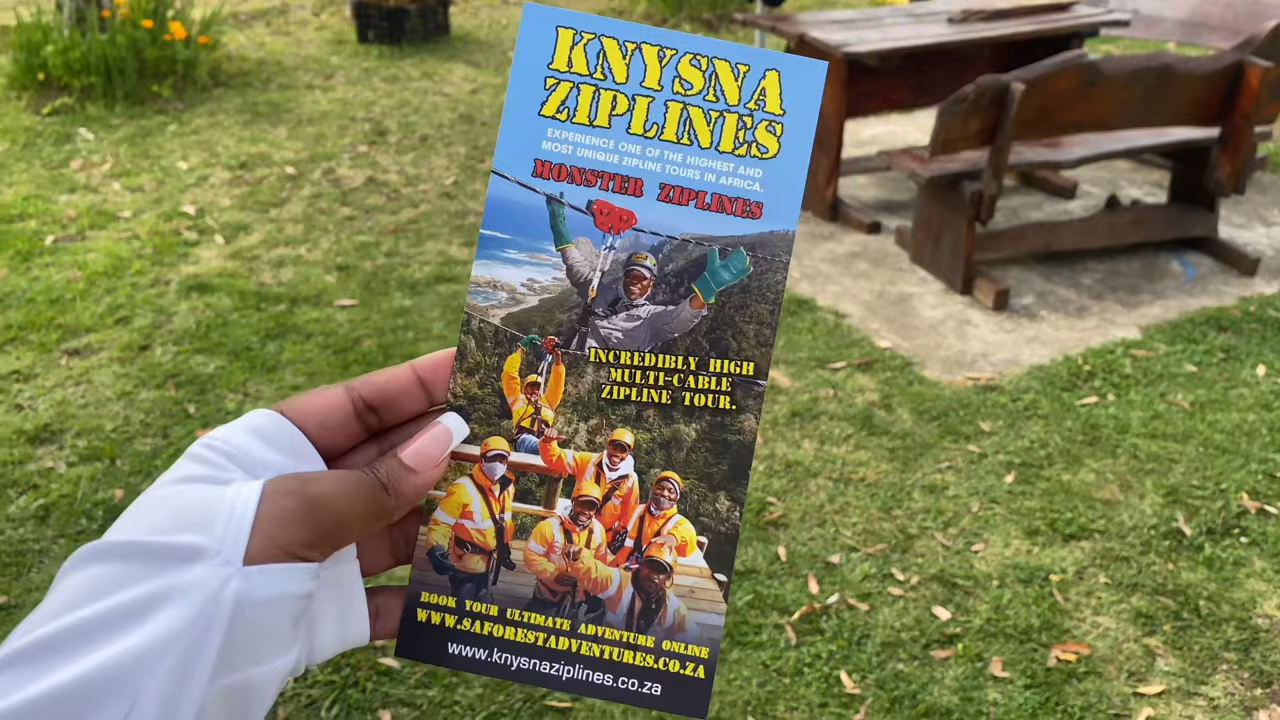 KNYSNA
ZIPLINES
EXPERIENCE ONE OF THE HIGHEST AND
MOST UNIQUE ZIPLINE TOURS IN AFRICA.
MONSTER ZIPLINES
INCREDIBLY HIGH
MULTI-CABLE
ZIPLINE TOUR.
BOOK YOUR ULTIMATE ADVENTURE ONLINE
WWW.SAFORESTADVENTURES.CO.ZA
www.knysnaziplines.co.za